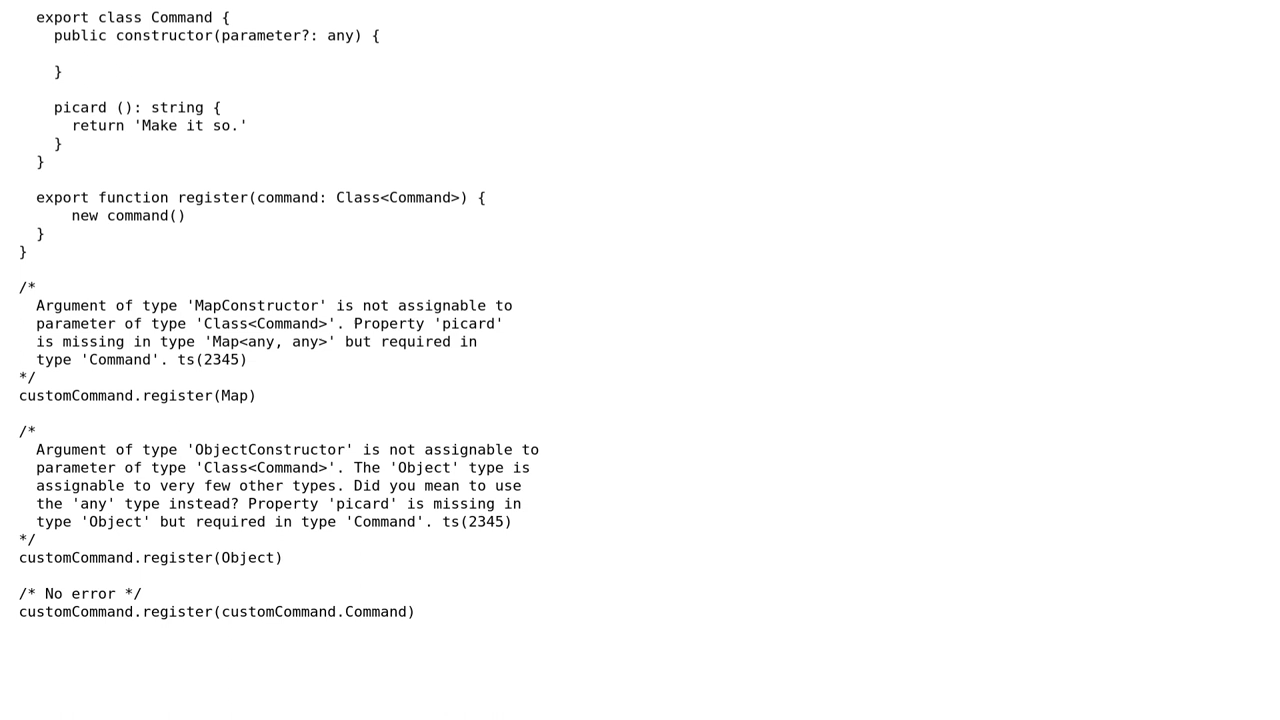 export class Command {
public constructor(parameter?: any) {
}
picard (): string {
return 'Make it so.'
}
}
export function register(command: Class<Command>) {
new command()
}
}
/*
Argument of type 'MapConstructor' is not assignable to
parameter of type 'Class<Command>'. Property 'picard'
is missing in type 'Map<any, any>' but required in
type 'Command'. ts(2345)
*/
customCommand.register(Map)
/*
Argument of type 'ObjectConstructor' is not assignable to
parameter of type 'Class<Command>'. The 'Object' type is
assignable to very few other types. Did you mean to use
the 'any' type instead? Property 'picard' is missing in
type 'Object' but required in type 'Command'. ts(2345)
*/
customCommand.register(Object)
/* No error */
customCommand.register(customCommand.Command)